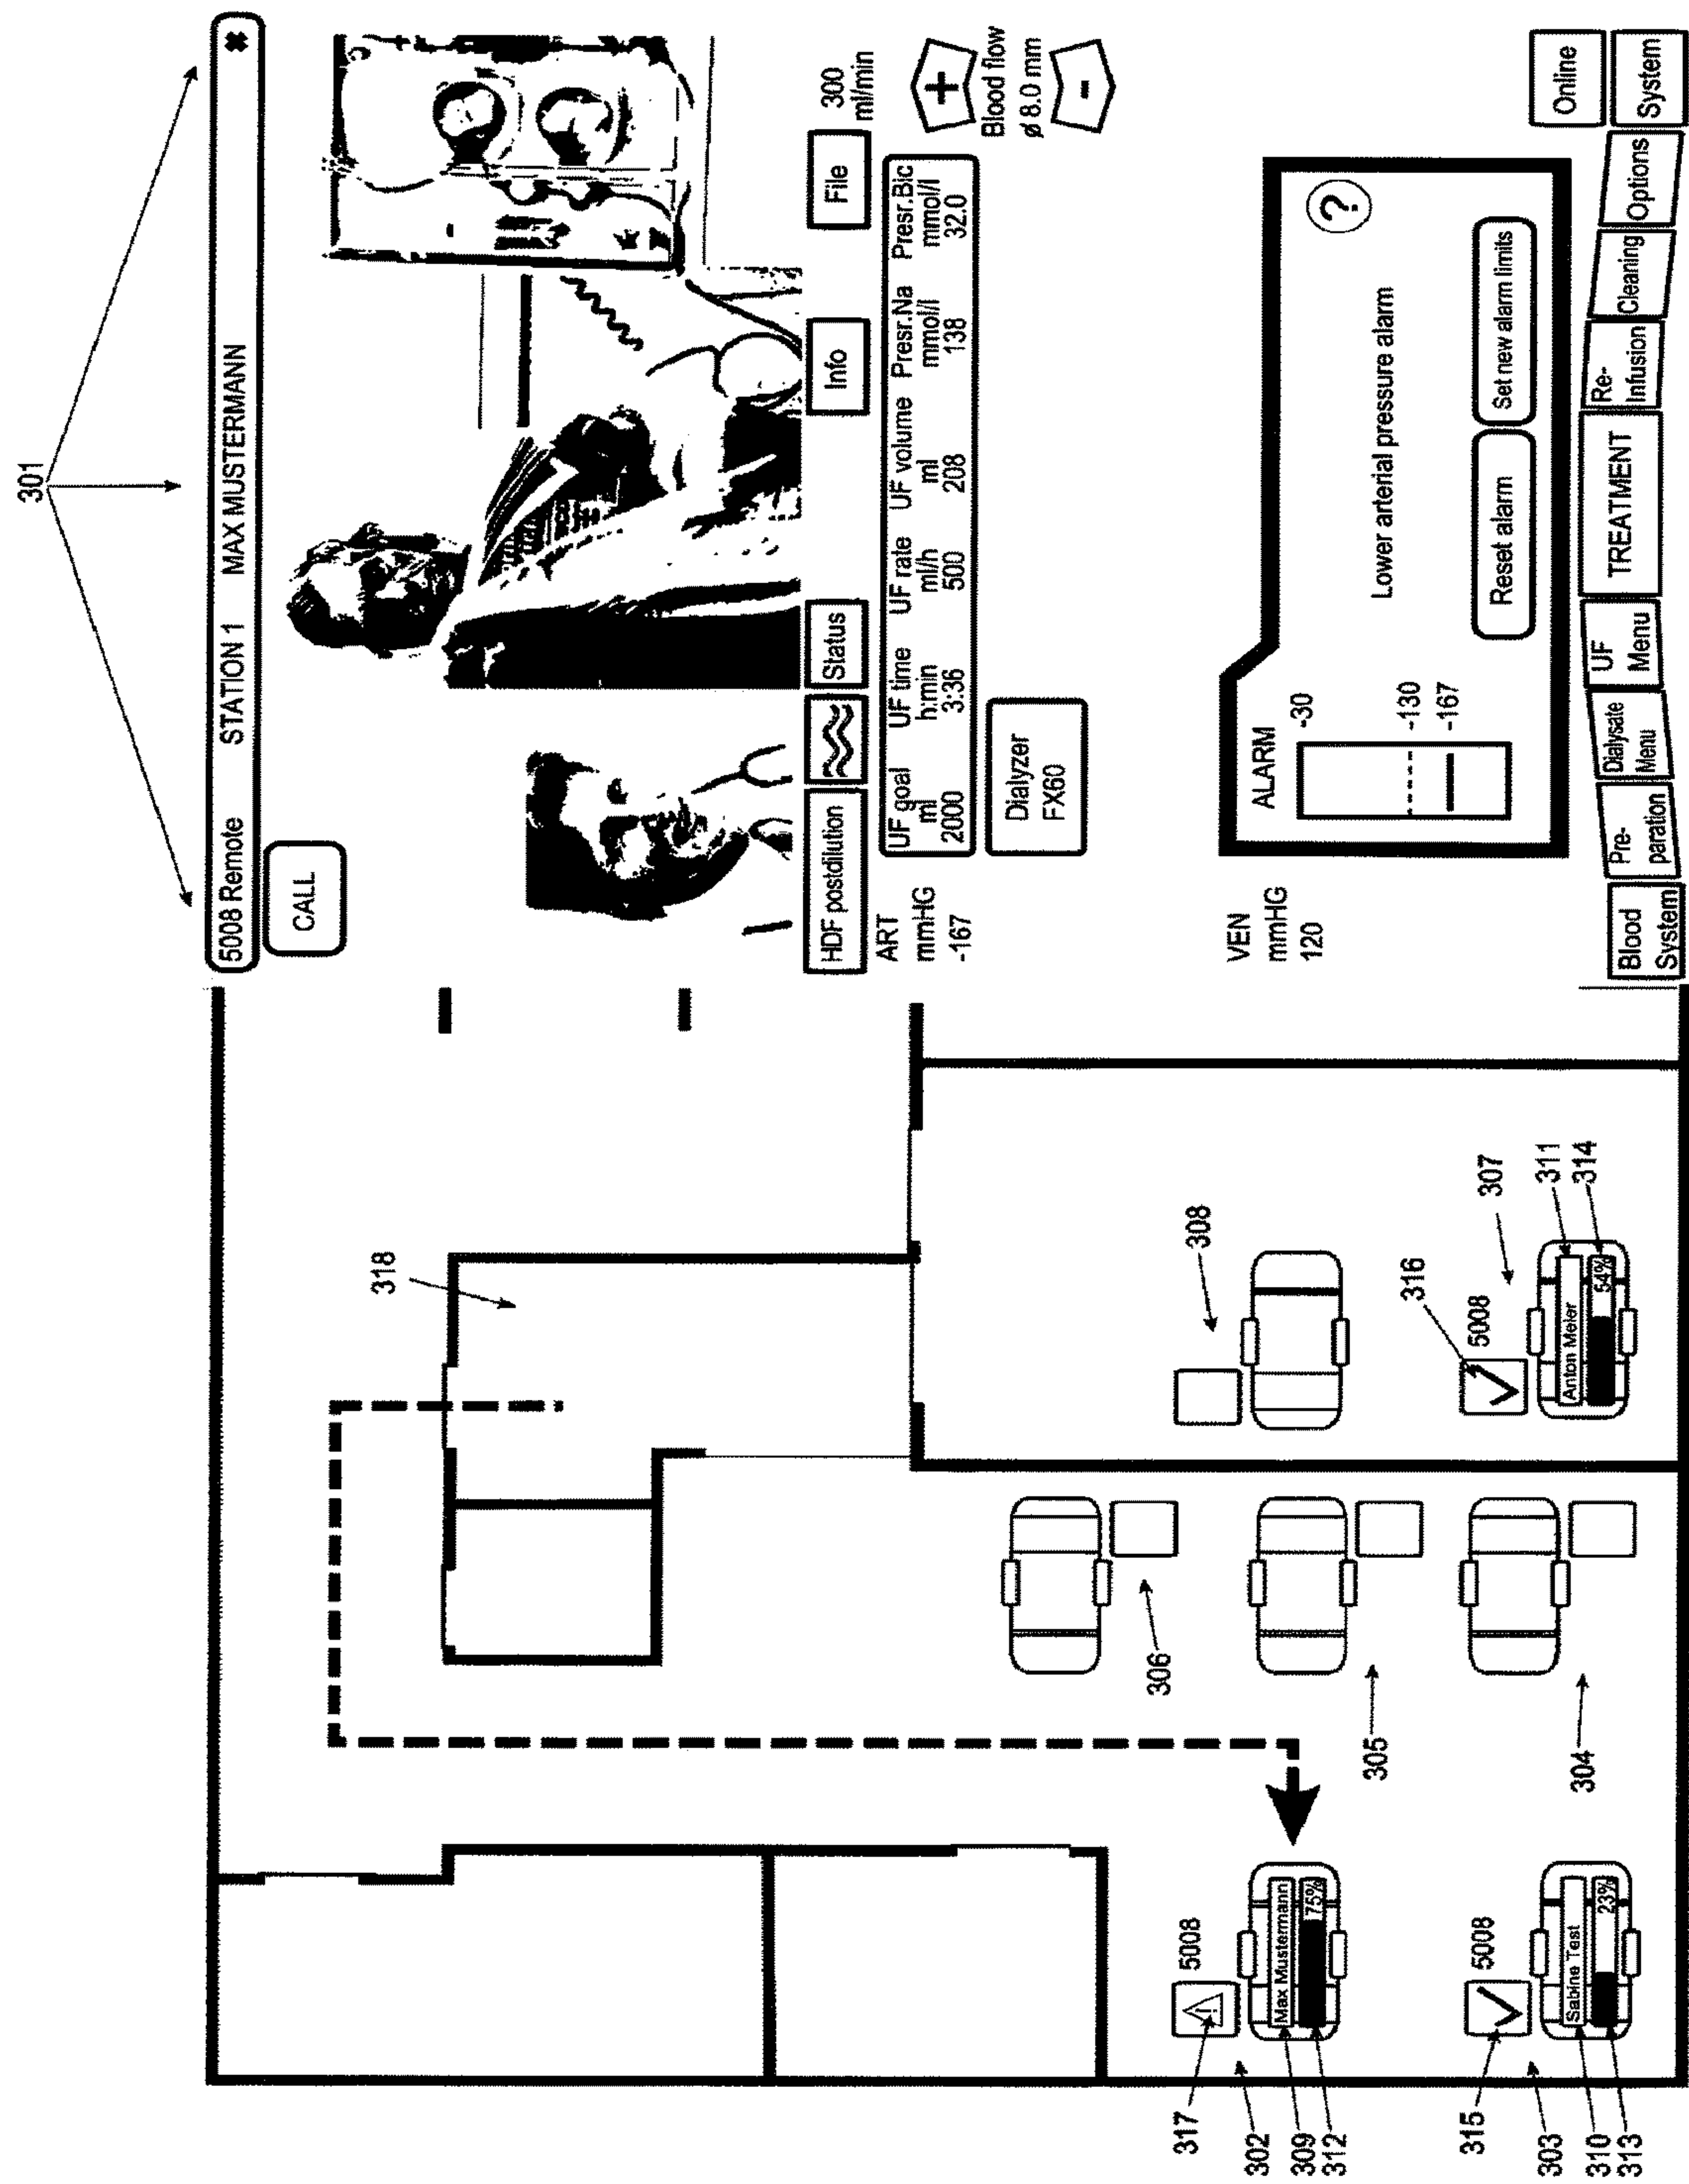 301
5008 Remote STATION 1 MAX MUSTERMANN ✖
CALL
HDF postdilution
Status
Info
File
300
ml/min
ART
mmHG
-167
UF goal UF time UF rate UF volume Presr.Na Presr.Bic
ml h:min ml/h ml mmol/l mmol/l
2000 3:36 500 208 138 32.0
+
Blood flow
ø 8.0 mm
-
Dialyzer
FX60
VEN
mmHG
120
ALARM
-30
-130
-167
?
Lower arterial pressure alarm
Reset alarm
Set new alarm limits
Online
Blood
System
Pre-
paration
Dialysate
Menu
UF
Menu
TREATMENT
Re-
Infusion
Cleaning
Options
System
318
308
316
5008
307
311
314
Anton Meier
54%
306
305
304
5008
Max Mustermann
75%
317
302
309
312
5008
Sabine Test
23%
315
303
310
313